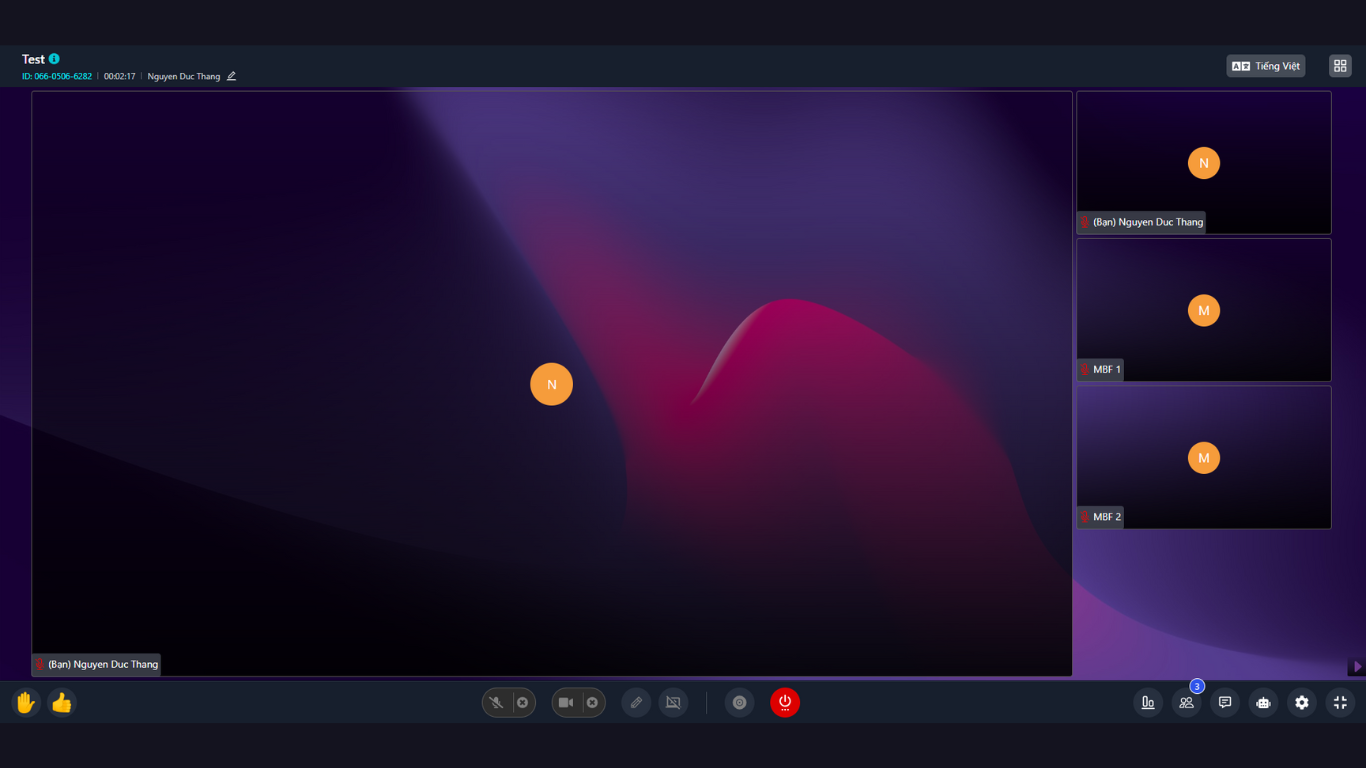 Test
ID: 066-0506-6282 | 00:02:17 | Nguyen Duc Thang
Tiếng Việt
N
(Bạn) Nguyen Duc Thang
N
(Bạn) Nguyen Duc Thang
M
MBF 1
M
MBF 2
3